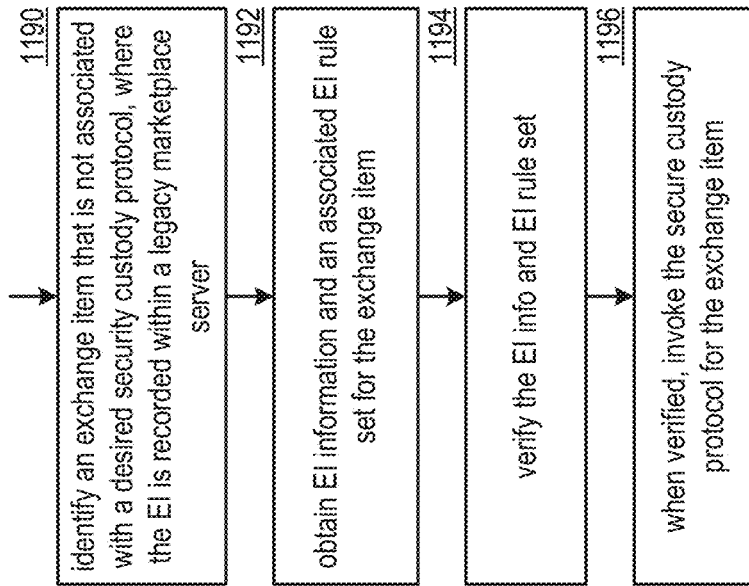 1190
identify an exchange item that is not associated
with a desired security custody protocol, where
the EI is recorded within a legacy marketplace
server
1192
obtain EI information and an associated EI rule
set for the exchange item
1194
verify the EI info and EI rule set
1196
when verified, invoke the secure custody
protocol for the exchange item